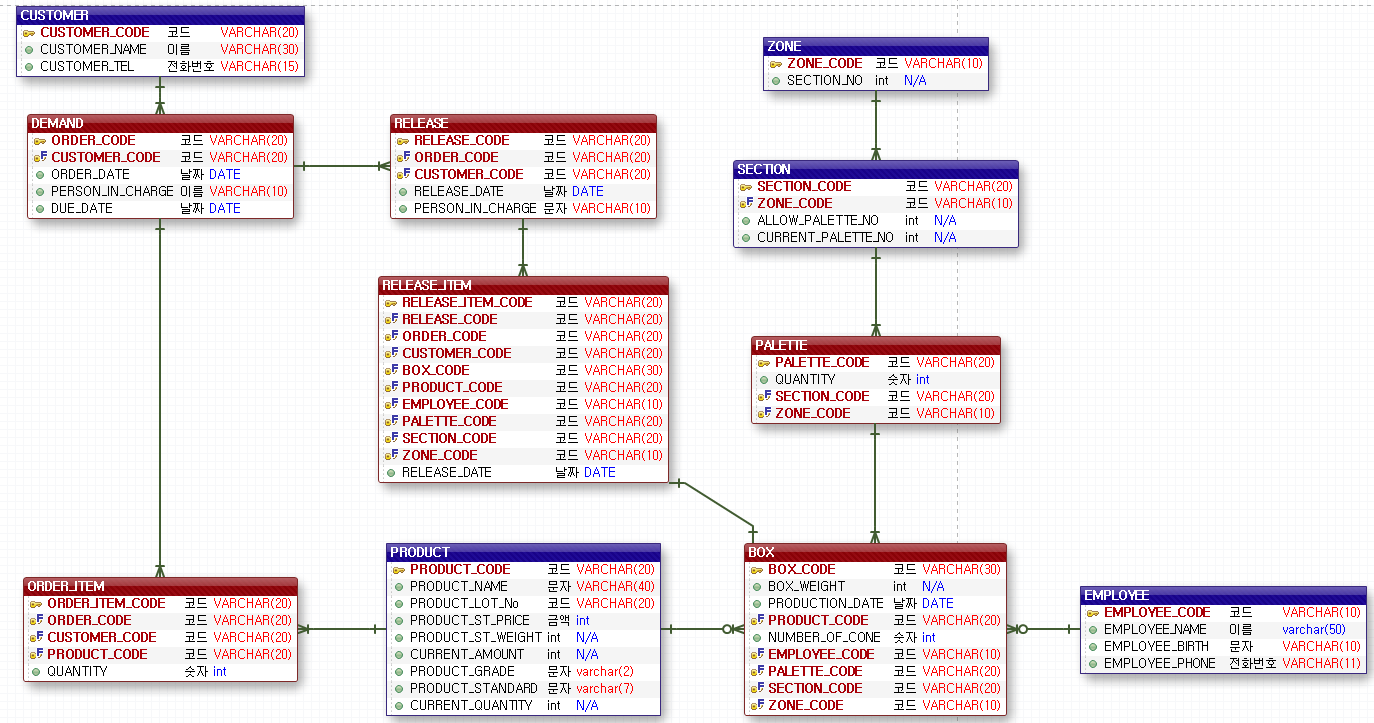 CUSTOMER
CUSTOMER_CODE 코드 VARCHAR(20)
CUSTOMER_NAME 이름 VARCHAR(30)
CUSTOMER_TEL 전화번호 VARCHAR(15)
DEMAND
ORDER_CODE 코드 VARCHAR(20)
CUSTOMER_CODE 코드 VARCHAR(20)
ORDER_DATE 날짜 DATE
PERSON_IN_CHARGE 이름 VARCHAR(10)
DUE_DATE 날짜 DATE
RELEASE
RELEASE_CODE 코드 VARCHAR(20)
ORDER_CODE 코드 VARCHAR(20)
CUSTOMER_CODE 코드 VARCHAR(20)
RELEASE_DATE 날짜 DATE
PERSON_IN_CHARGE 문자 VARCHAR(10)
ZONE
ZONE_CODE 코드 VARCHAR(10)
SECTION_NO int N/A
SECTION
SECTION_CODE 코드 VARCHAR(20)
ZONE_CODE 코드 VARCHAR(10)
ALLOW_PALETTE_NO int N/A
CURRENT_PALETTE_NO int N/A
RELEASE_ITEM
RELEASE_ITEM_CODE 코드 VARCHAR(20)
RELEASE_CODE 코드 VARCHAR(20)
ORDER_CODE 코드 VARCHAR(20)
CUSTOMER_CODE 코드 VARCHAR(20)
BOX_CODE 코드 VARCHAR(30)
PRODUCT_CODE 코드 VARCHAR(20)
EMPLOYEE_CODE 코드 VARCHAR(10)
PALETTE_CODE 코드 VARCHAR(20)
SECTION_CODE 코드 VARCHAR(20)
ZONE_CODE 코드 VARCHAR(10)
RELEASE_DATE 날짜 DATE
PALETTE
PALETTE_CODE 코드 VARCHAR(20)
QUANTITY 숫자 int
SECTION_CODE 코드 VARCHAR(20)
ZONE_CODE 코드 VARCHAR(10)
ORDER_ITEM
ORDER_ITEM_CODE 코드 VARCHAR(20)
ORDER_CODE 코드 VARCHAR(20)
CUSTOMER_CODE 코드 VARCHAR(20)
PRODUCT_CODE 코드 VARCHAR(20)
QUANTITY 숫자 int
PRODUCT
PRODUCT_CODE 코드 VARCHAR(20)
PRODUCT_NAME 문자 VARCHAR(40)
PRODUCT_LOT_No 코드 VARCHAR(20)
PRODUCT_ST_PRICE 금액 int
PRODUCT_ST_WEIGHT int N/A
CURRENT_AMOUNT int N/A
PRODUCT_GRADE 문자 varchar(2)
PRODUCT_STANDARD 문자 varchar(7)
CURRENT_QUANTITY int N/A
BOX
BOX_CODE 코드 VARCHAR(30)
BOX_WEIGHT int N/A
PRODUCTION_DATE 날짜 DATE
PRODUCT_CODE 코드 VARCHAR(20)
NUMBER_OF_CONE 숫자 int
EMPLOYEE_CODE 코드 VARCHAR(10)
PALETTE_CODE 코드 VARCHAR(20)
SECTION_CODE 코드 VARCHAR(20)
ZONE_CODE 코드 VARCHAR(10)
EMPLOYEE
EMPLOYEE_CODE 코드 VARCHAR(10)
EMPLOYEE_NAME 이름 varchar(50)
EMPLOYEE_BIRTH 문자 VARCHAR(10)
EMPLOYEE_PHONE 전화번호 VARCHAR(11)